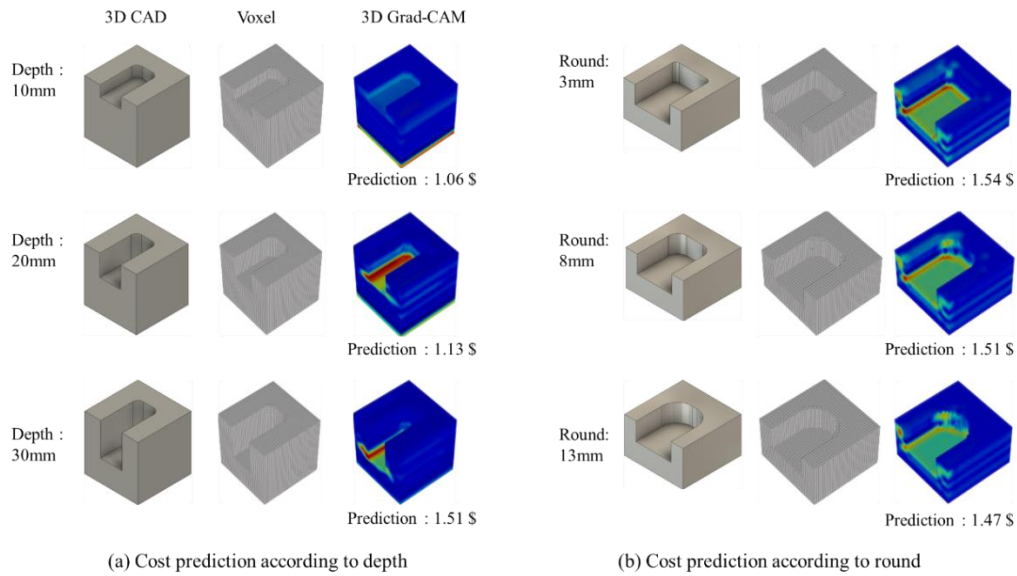 3D CAD
Voxel
3D Grad-CAM
Depth :
10mm
Prediction : 1.06 $
Depth :
20mm
Prediction : 1.13 $
Depth :
30mm
Prediction : 1.51 $
(a) Cost prediction according to depth
Round:
3mm
Prediction : 1.54 $
Round:
8mm
Prediction : 1.51 $
Round:
13mm
Prediction : 1.47 $
(b) Cost prediction according to round